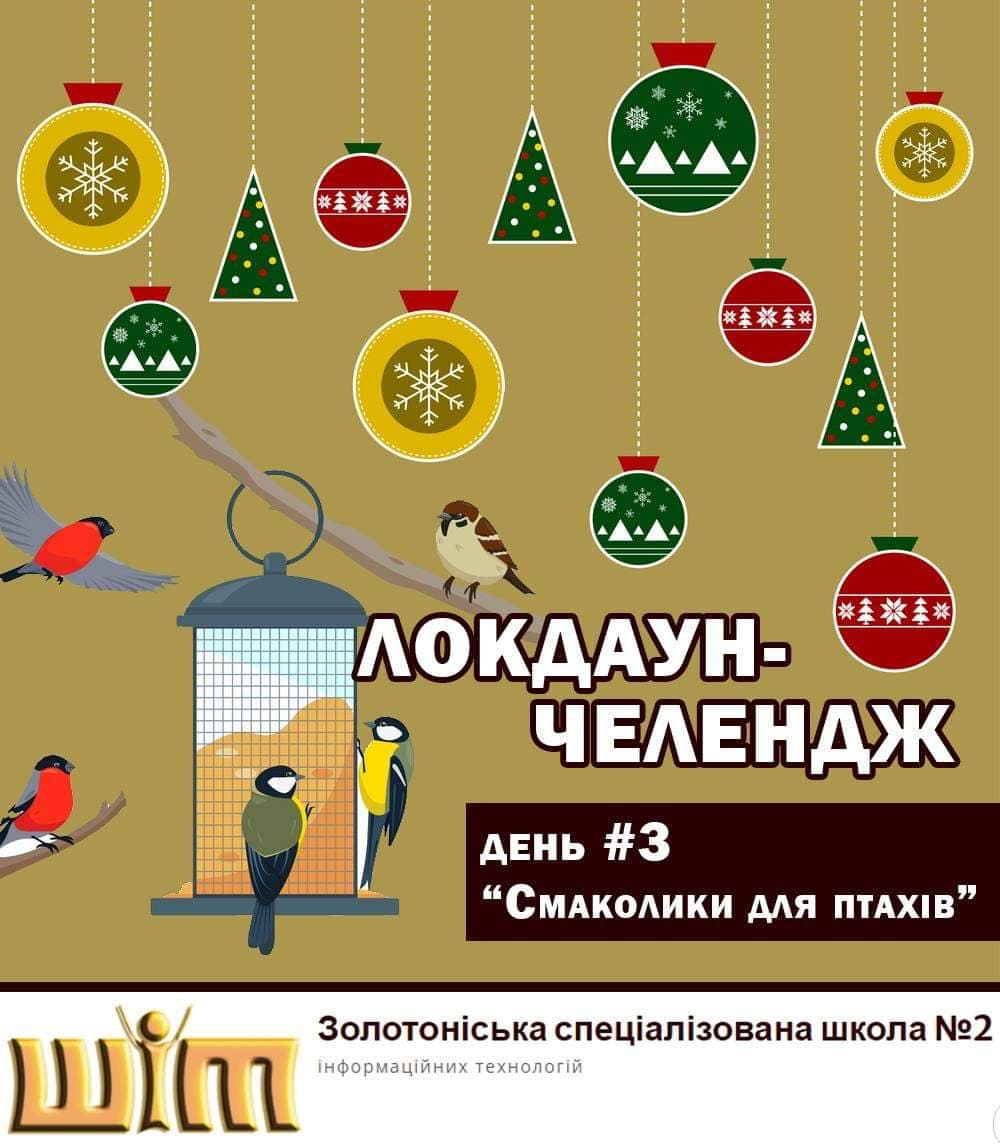 ЛОКДАУН-
ЧЕЛЕНДЖ
ДЕНЬ #3
“СМАКОЛИКИ ДЛЯ ПТАХІВ”
шіт
Золотоніська спеціалізована школа №2
інформаційних технологій